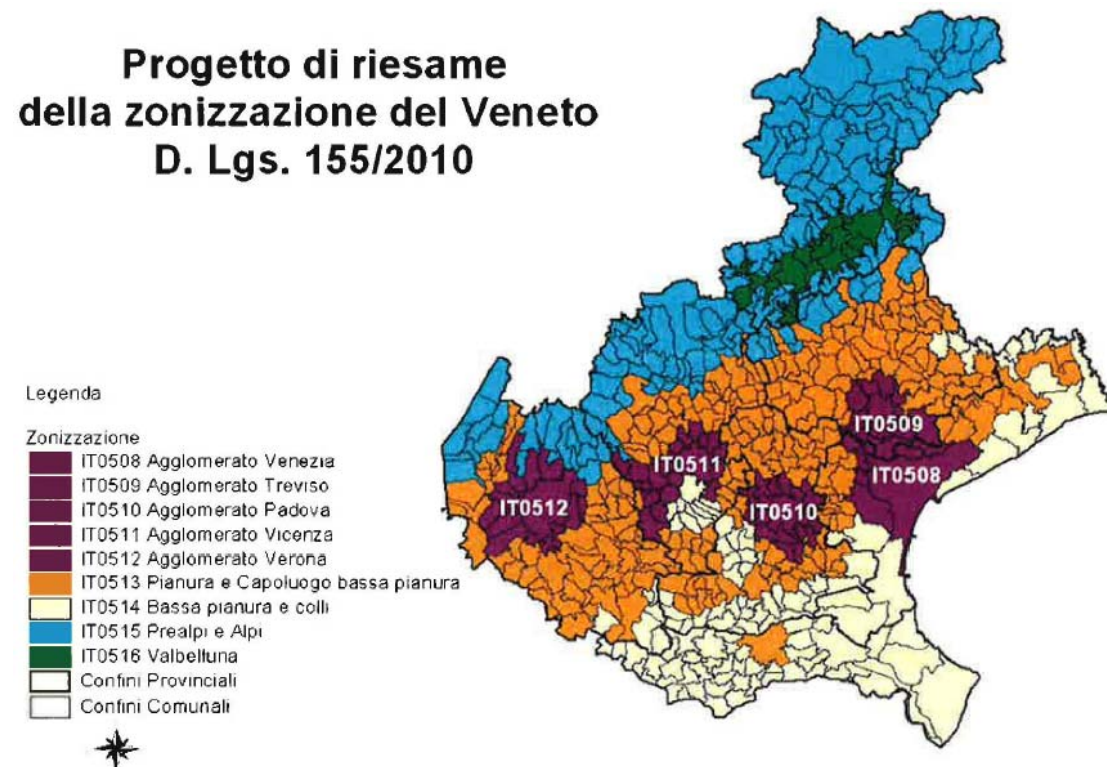 Progetto di riesame
della zonizzazione del Veneto
D. Lgs. 155/2010
Legenda
Zonizzazione
IT0508 Agglomerato Venezia
IT0509 Agglomerato Treviso
IT0510 Agglomerato Padova
IT0511 Agglomerato Vicenza
IT0512 Agglomerato Verona
IT0513 Pianura e Capoluogo bassa pianura
IT0514 Bassa pianura e colli
IT0515 Prealpi e Alpi
IT0516 Valbelluna
Confini Provinciali
Confini Comunali
IT0509
IT0511
IT0508
IT0512
IT0510